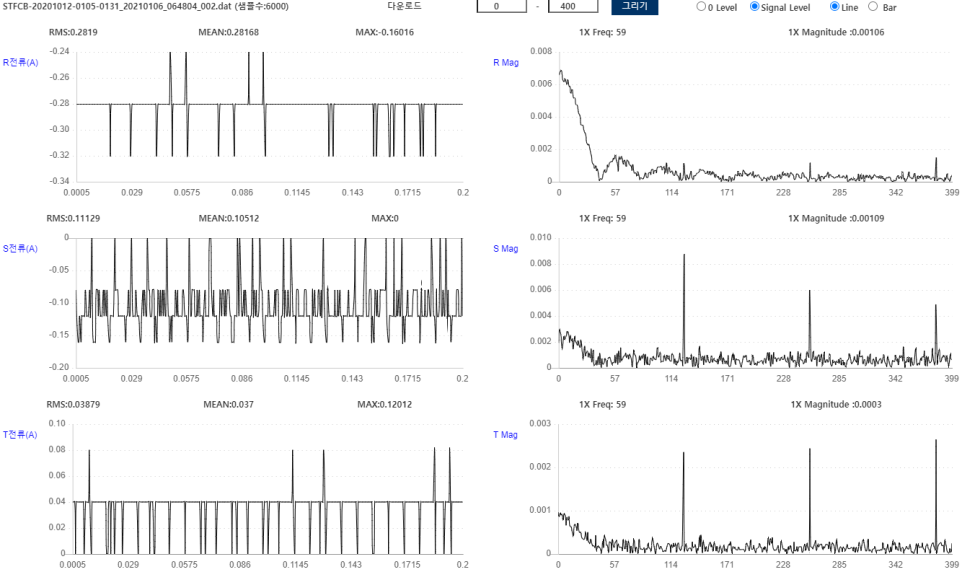 STFCB-20201012-0105-0131_20210106_064804_002.dat (샘플수:6000) 다운로드 0 - 400 그리기 0 Level Signal Level Line Bar
RMS:0.2819 MEAN:0.28168 MAX:-0.16016 1X Freq: 59 1X Magnitude :0.00106
R전류(A) R Mag
-0.24
-0.26
-0.28
-0.30
-0.32
-0.34
0.0005 0.029 0.0575 0.086 0.1145 0.143 0.1715 0.2
0.008
0.006
0.004
0.002
0
0 57 114 171 228 285 342 399
RMS:0.11129 MEAN:0.10512 MAX:0 1X Freq: 59 1X Magnitude :0.00109
S전류(A) S Mag
0
-0.05
-0.10
-0.15
-0.20
0.0005 0.029 0.0575 0.086 0.1145 0.143 0.1715 0.2
0.010
0.008
0.006
0.004
0.002
0
0 57 114 171 228 285 342 399
RMS:0.03879 MEAN:0.037 MAX:0.12012 1X Freq: 59 1X Magnitude :0.0003
T전류(A) T Mag
0.10
0.08
0.06
0.04
0.02
0
0.0005 0.029 0.0575 0.086 0.1145 0.143 0.1715 0.2
0.003
0.002
0.001
0
0 57 114 171 228 285 342 399